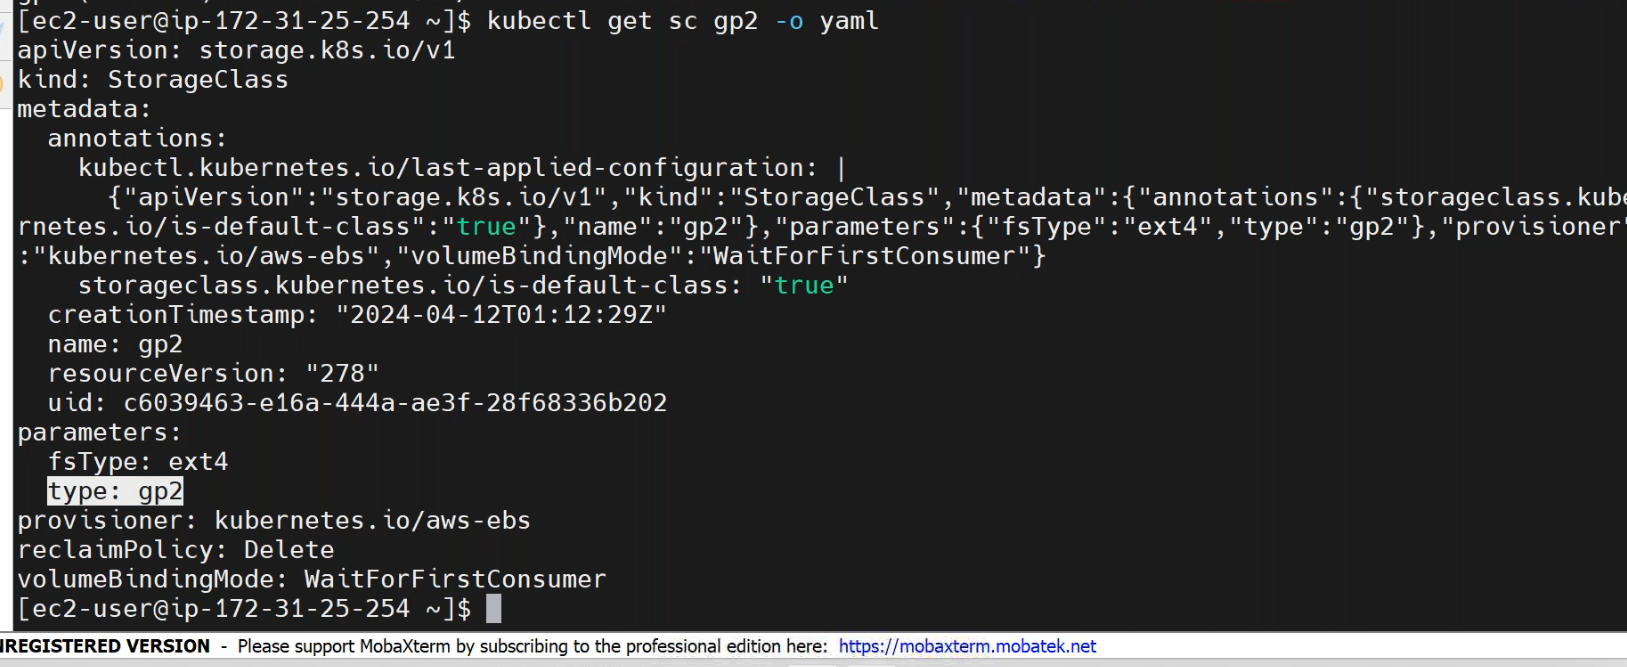 [ec2-user@ip-172-31-25-254 ~]$ kubectl get sc gp2 -o yaml
apiVersion: storage.k8s.io/v1
kind: StorageClass
metadata:
  annotations:
    kubectl.kubernetes.io/last-applied-configuration: |
      {"apiVersion":"storage.k8s.io/v1","kind":"StorageClass","metadata":{"annotations":{"storageclass.kube
rnetes.io/is-default-class":"true"},"name":"gp2"},"parameters":{"fsType":"ext4","type":"gp2"},"provisioner"
:"kubernetes.io/aws-ebs","volumeBindingMode":"WaitForFirstConsumer"}
    storageclass.kubernetes.io/is-default-class: "true"
  creationTimestamp: "2024-04-12T01:12:29Z"
  name: gp2
  resourceVersion: "278"
  uid: c6039463-e16a-444a-ae3f-28f68336b202
parameters:
  fsType: ext4
  type: gp2
provisioner: kubernetes.io/aws-ebs
reclaimPolicy: Delete
volumeBindingMode: WaitForFirstConsumer
[ec2-user@ip-172-31-25-254 ~]$
NREGISTERED VERSION - Please support MobaXterm by subscribing to the professional edition here: https://mobaxterm.mobatek.net